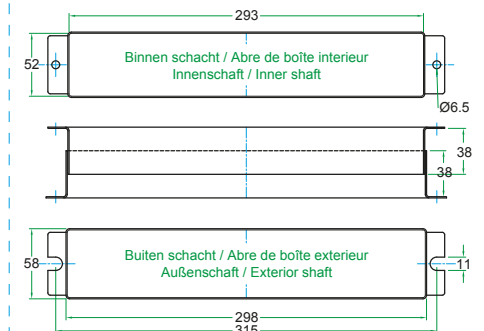 293
52
Binnen schacht / Abre de boîte interieur
Innenschaft / Inner shaft
Ø6.5
38
38
58
Buiten schacht / Abre de boîte exterieur
Außenschaft / Exterior shaft
11
298
315